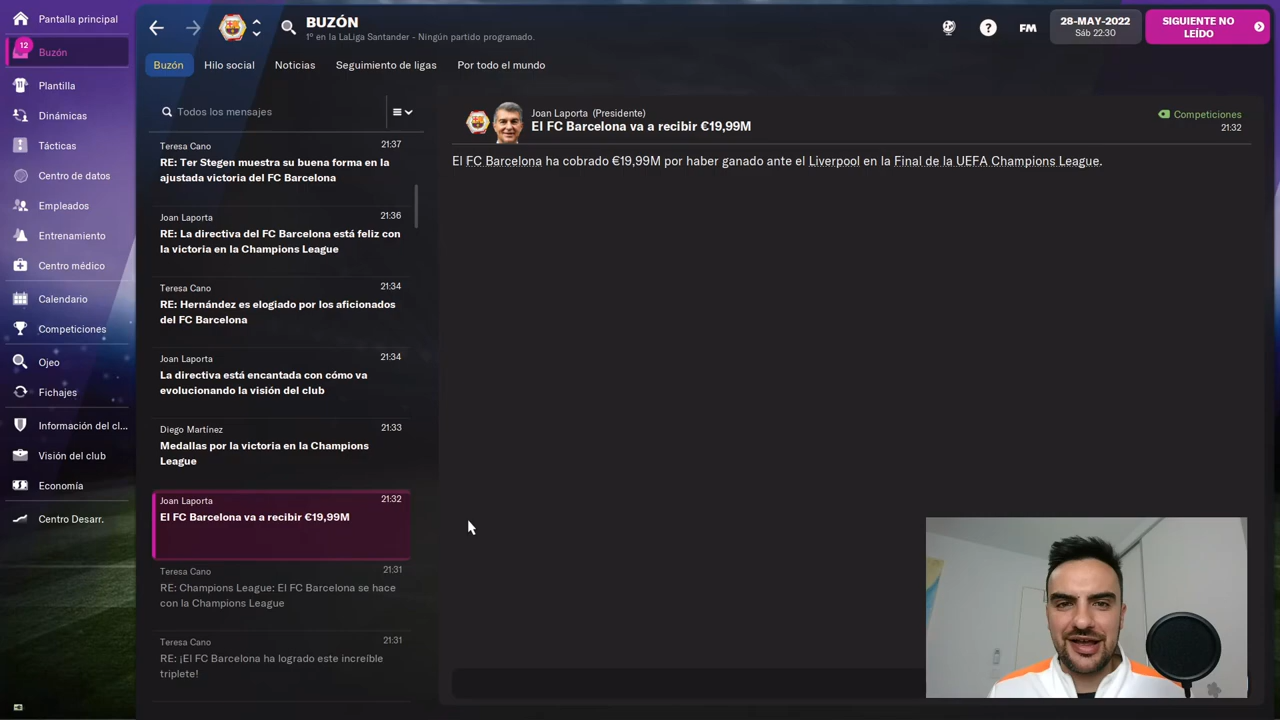 Pantalla principal
12
Buzón
Plantilla
Dinámicas
Tácticas
Centro de datos
Empleados
Entrenamiento
Centro médico
Calendario
Competiciones
Ojeo
Fichajes
Información del cl...
Visión del club
Economía
Centro Desarr.
BUZÓN
1º en la LaLiga Santander - Ningún partido programado.
FM
28-MAY-2022
Sáb 22:30
SIGUIENTE NO
LEÍDO
Buzón
Hilo social
Noticias
Seguimiento de ligas
Por todo el mundo
Todos los mensajes
Teresa Cano
21:37
RE: Ter Stegen muestra su buena forma en la
ajustada victoria del FC Barcelona
Joan Laporta
21:36
RE: La directiva del FC Barcelona está feliz con
la victoria en la Champions League
Teresa Cano
21:34
RE: Hernández es elogiado por los aficionados
del FC Barcelona
Joan Laporta
21:34
La directiva está encantada con cómo va
evolucionando la visión del club
Diego Martínez
21:33
Medallas por la victoria en la Champions
League
Joan Laporta
21:32
El FC Barcelona va a recibir €19,99M
Teresa Cano
21:31
RE: Champions League: El FC Barcelona se hace
con la Champions League
Teresa Cano
21:31
RE: ¡El FC Barcelona ha logrado este increíble
triplete!
Joan Laporta (Presidente)
El FC Barcelona va a recibir €19,99M
Competiciones
21:32
El FC Barcelona ha cobrado €19,99M por haber ganado ante el Liverpool en la Final de la UEFA Champions League.